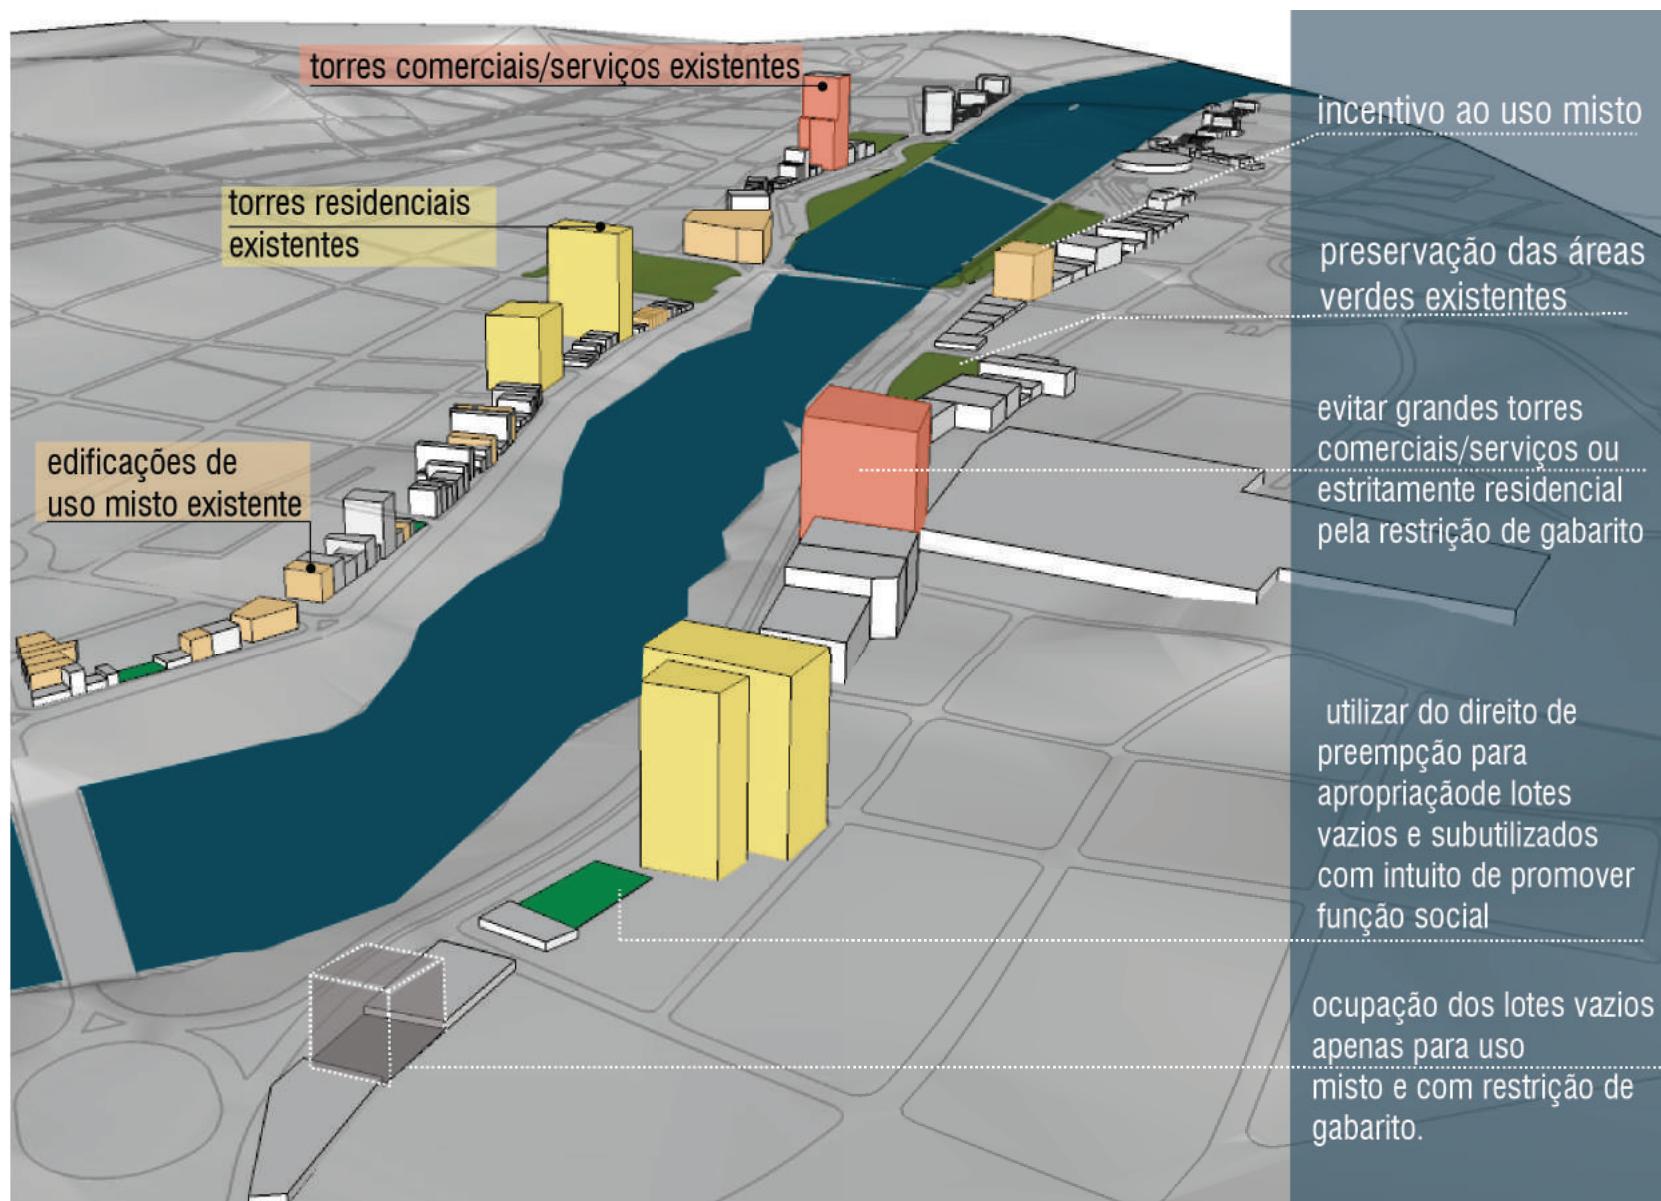 torres comerciais/serviços existentes
torres residenciais
existentes
edificações de
uso misto existente
incentivo ao uso misto
preservação das áreas
verdes existentes
evitar grandes torres
comerciais/serviços ou
estritamente residencial
pela restrição de gabarito
utilizar do direito de
preempção para
apropriaçãode lotes
vazios e subutilizados
com intuito de promover
função social
ocupação dos lotes vazios
apenas para uso
misto e com restrição de
gabarito.